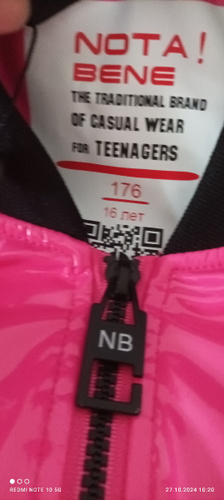 NOTA!
BENE
THE TRADITIONAL BRAND
OF CASUAL WEAR
FOR TEENAGERS
176
16 лет
NB
REDMI NOTE 10 5G
27.10.2024 16:20